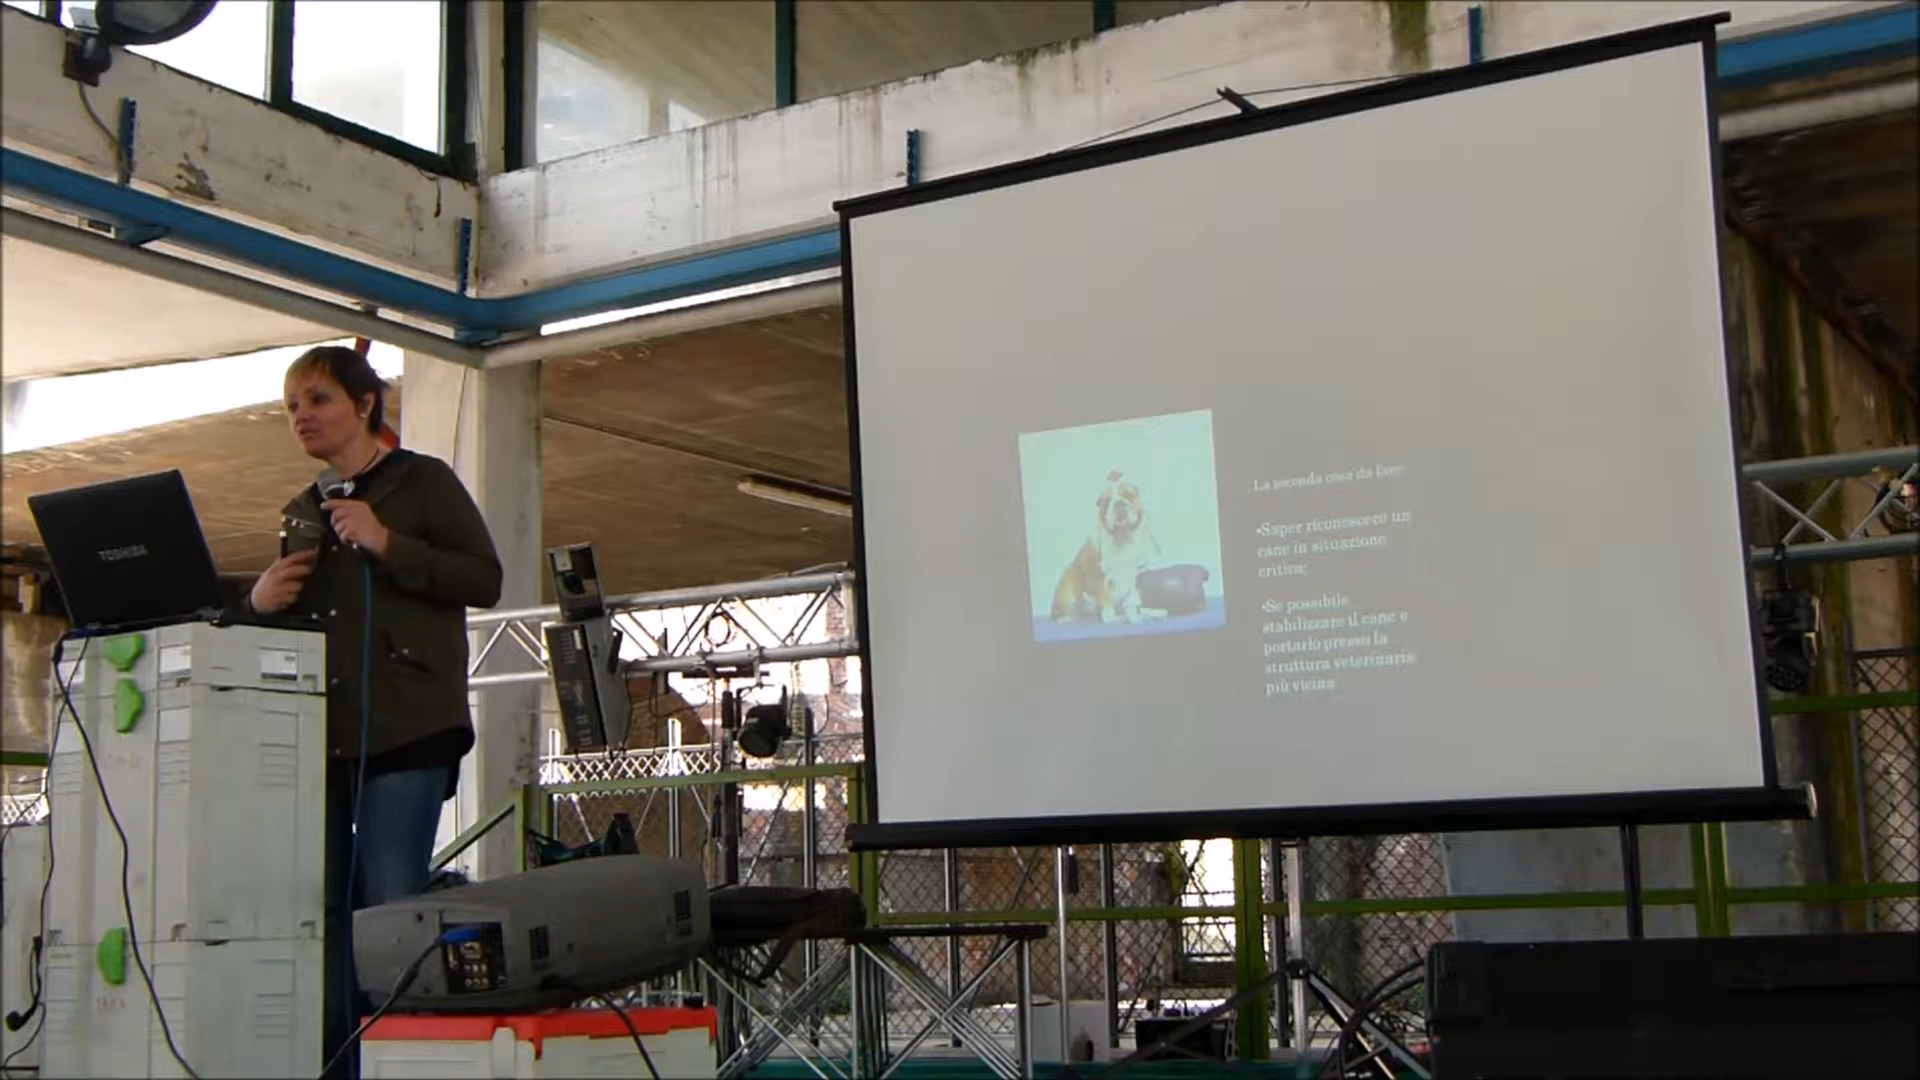 TOSHIBA
La seconda cosa da fare:
•Saper riconoscere un
cane in situazione
critica;
•Se possibile
stabilizzare il cane e
portarlo presso la
struttura veterinaria
più vicina